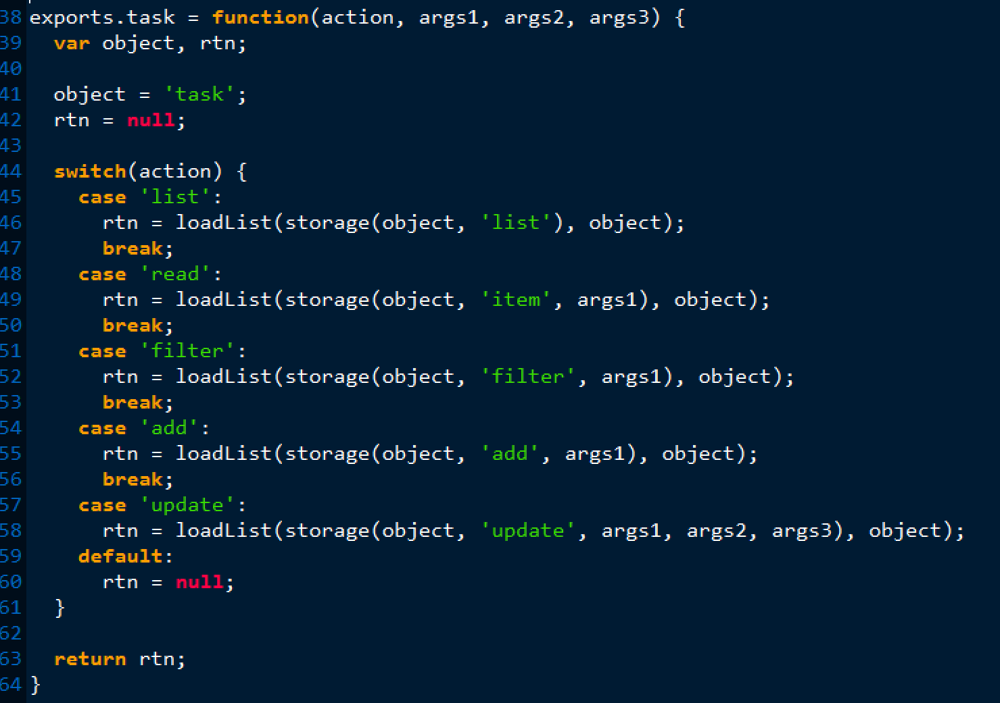 38 exports.task = function(action, args1, args2, args3) {
39   var object, rtn;
40
41   object = 'task';
42   rtn = null;
43
44   switch(action) {
45     case 'list':
46       rtn = loadList(storage(object, 'list'), object);
47       break;
48     case 'read':
49       rtn = loadList(storage(object, 'item', args1), object);
50       break;
51     case 'filter':
52       rtn = loadList(storage(object, 'filter', args1), object);
53       break;
54     case 'add':
55       rtn = loadList(storage(object, 'add', args1), object);
56       break;
57     case 'update':
58       rtn = loadList(storage(object, 'update', args1, args2, args3), object);
59     default:
60       rtn = null;
61   }
62
63   return rtn;
64 }